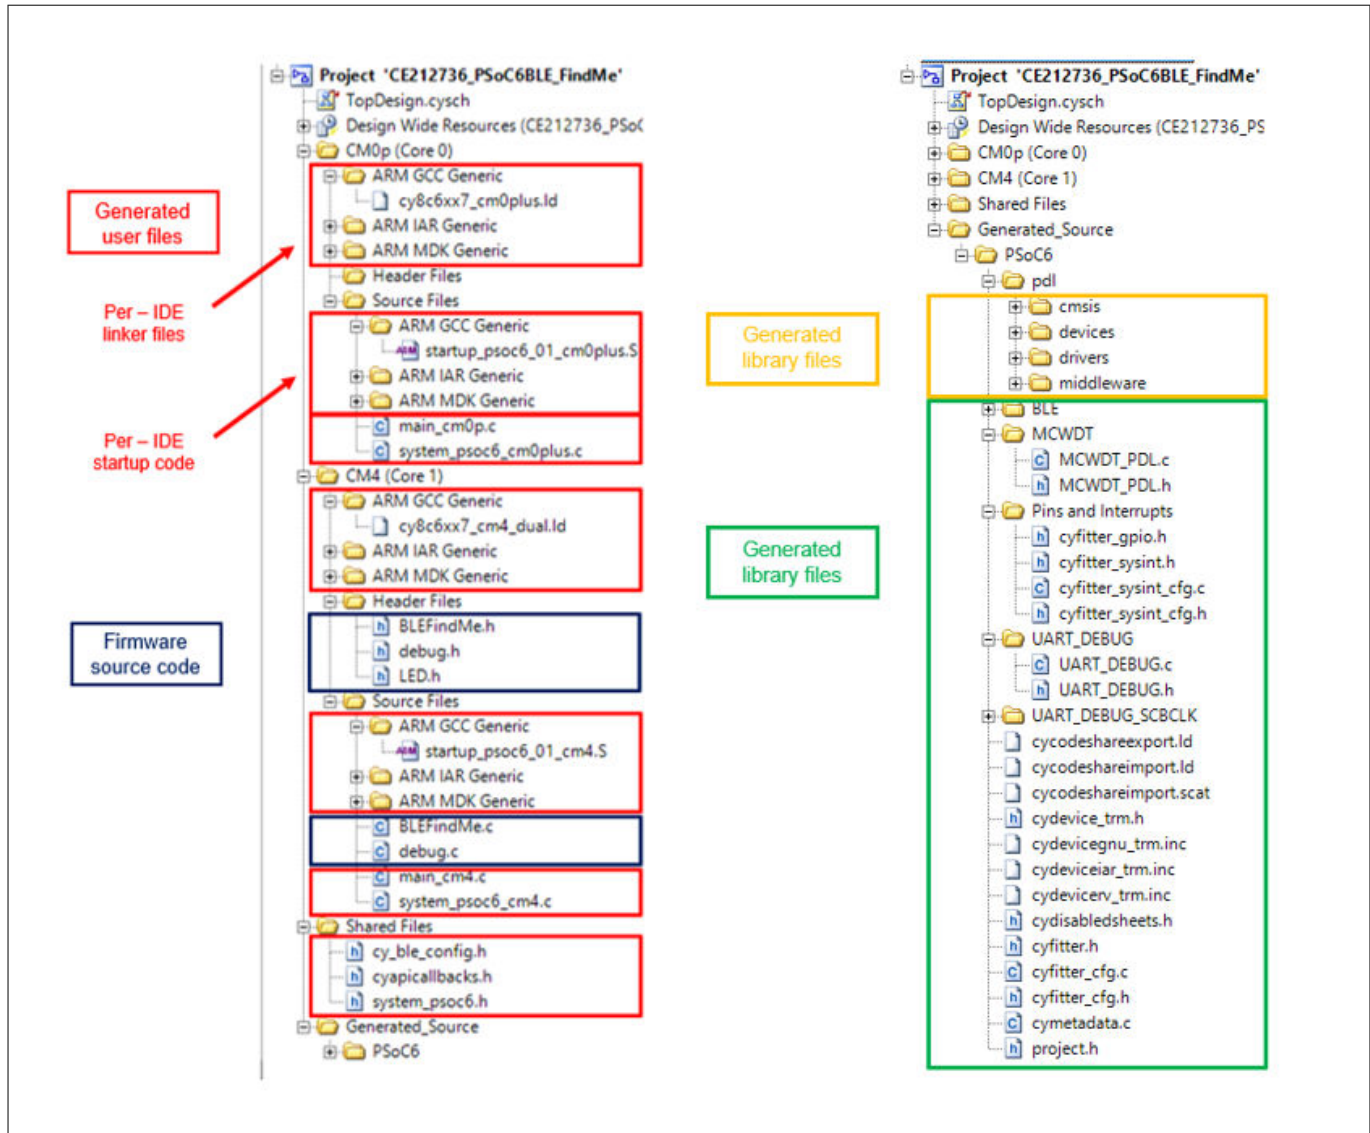 Project 'CE212736_PSoC6BLE_FindMe'
TopDesign.cysch
Design Wide Resources (CE212736_PSoC
CM0p (Core 0)
ARM GCC Generic
cy8c6xx7_cm0plus.ld
ARM IAR Generic
ARM MDK Generic
Header Files
Source Files
ARM GCC Generic
startup_psoc6_01_cm0plus.S
ARM IAR Generic
ARM MDK Generic
main_cm0p.c
system_psoc6_cm0plus.c
CM4 (Core 1)
ARM GCC Generic
cy8c6xx7_cm4_dual.ld
ARM IAR Generic
ARM MDK Generic
Header Files
BLEFindMe.h
debug.h
LED.h
Source Files
ARM GCC Generic
startup_psoc6_01_cm4.S
ARM IAR Generic
ARM MDK Generic
BLEFindMe.c
debug.c
main_cm4.c
system_psoc6_cm4.c
Shared Files
cy_ble_config.h
cyapicallbacks.h
system_psoc6.h
Generated_Source
PSoC6
Generated
user files
Per – IDE
linker files
Per – IDE
startup code
Firmware
source code
Project 'CE212736_PSoC6BLE_FindMe'
TopDesign.cysch
Design Wide Resources (CE212736_PS
CM0p (Core 0)
CM4 (Core 1)
Shared Files
Generated_Source
PSoC6
pdl
cmsis
devices
drivers
middleware
BLE
MCWDT
MCWDT_PDL.c
MCWDT_PDL.h
Pins and Interrupts
cyfitter_gpio.h
cyfitter_sysint.h
cyfitter_sysint_cfg.c
cyfitter_sysint_cfg.h
UART_DEBUG
UART_DEBUG.c
UART_DEBUG.h
UART_DEBUG_SCBCLK
cycodeshareexport.ld
cycodeshareimport.ld
cycodeshareimport.scat
cydevice_trm.h
cydevicegnu_trm.inc
cydeviceiar_trm.inc
cydevicerv_trm.inc
cydisabledsheets.h
cyfitter.h
cyfitter_cfg.c
cyfitter_cfg.h
cymetadata.c
project.h
Generated
library files
Generated
library files